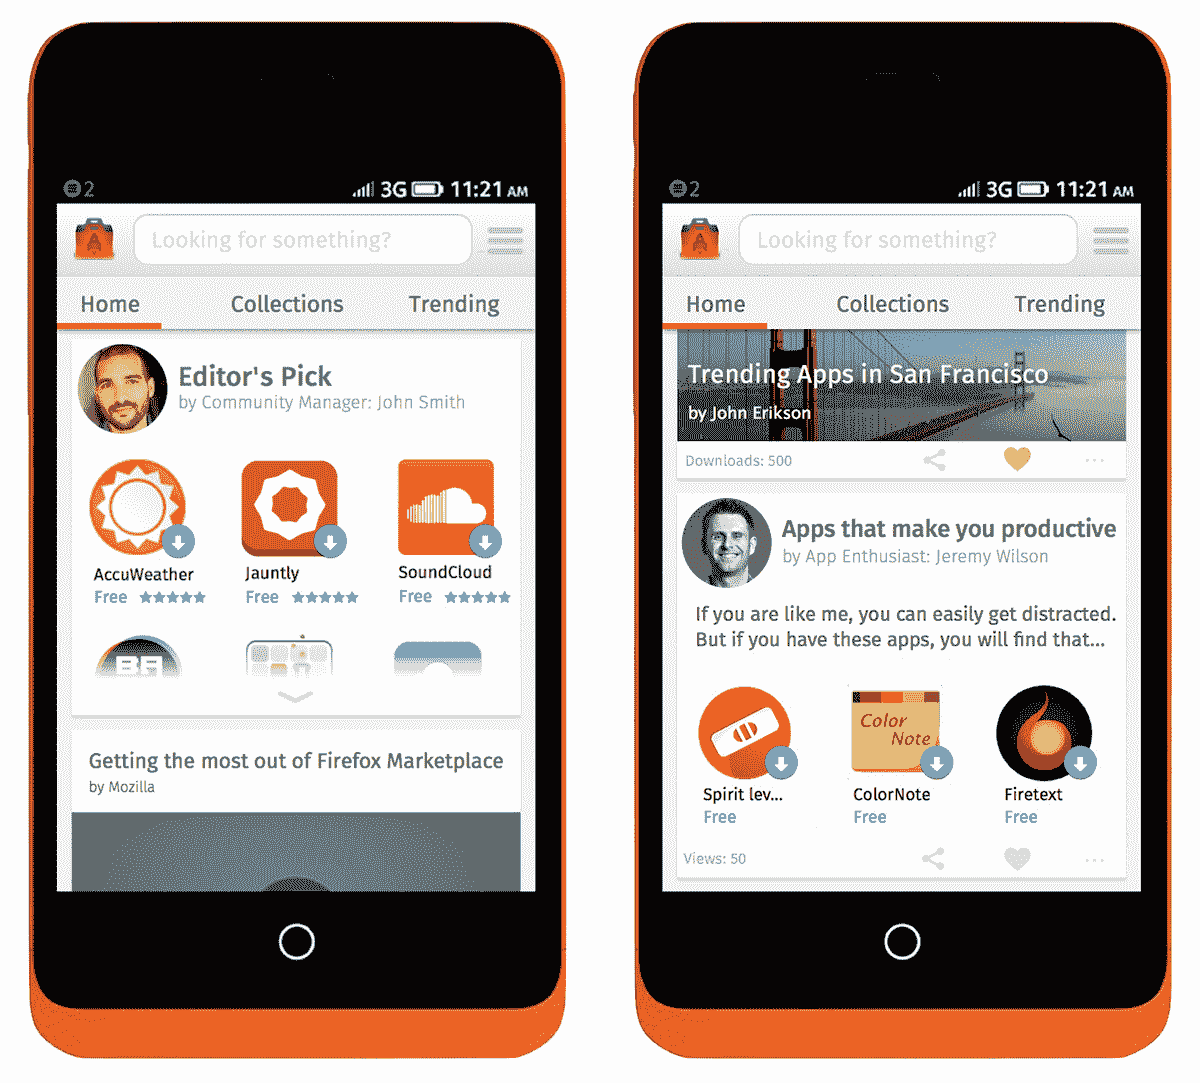 2
3G 11:21 AM
Looking for something?
Home Collections Trending
Editor's Pick
by Community Manager: John Smith
AccuWeather Jauntly SoundCloud
Free Free Free
Getting the most out of Firefox Marketplace
by Mozilla
2
3G 11:21 AM
Looking for something?
Home Collections Trending
Trending Apps in San Francisco
by John Erikson
Downloads: 500
Apps that make you productive
by App Enthusiast: Jeremy Wilson
If you are like me, you can easily get distracted.
But if you have these apps, you will find that...
Color
Note
Spirit lev... ColorNote Firetext
Free Free Free
Views: 50